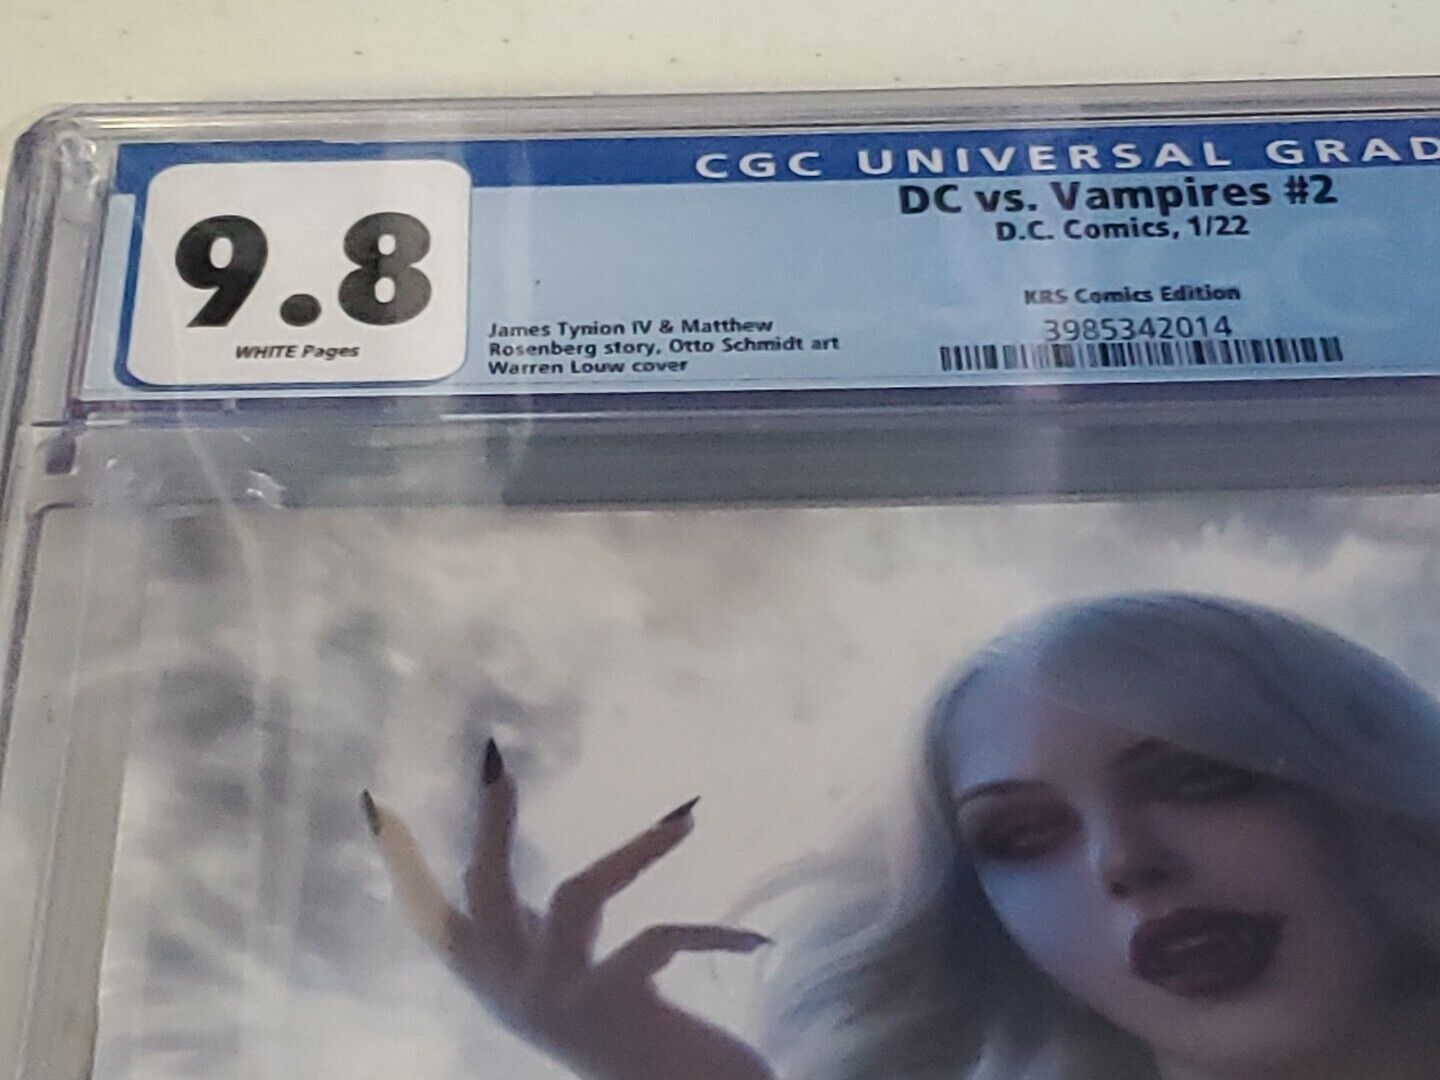 CGC UNIVERSAL GRAD
DC vs. Vampires #2
D.C. Comics, 1/22
9.8
WHITE Pages
James Tynion IV & Matthew
Rosenberg story, Otto Schmidt art
Warren Louw cover
KRS Comics Edition
3985342014